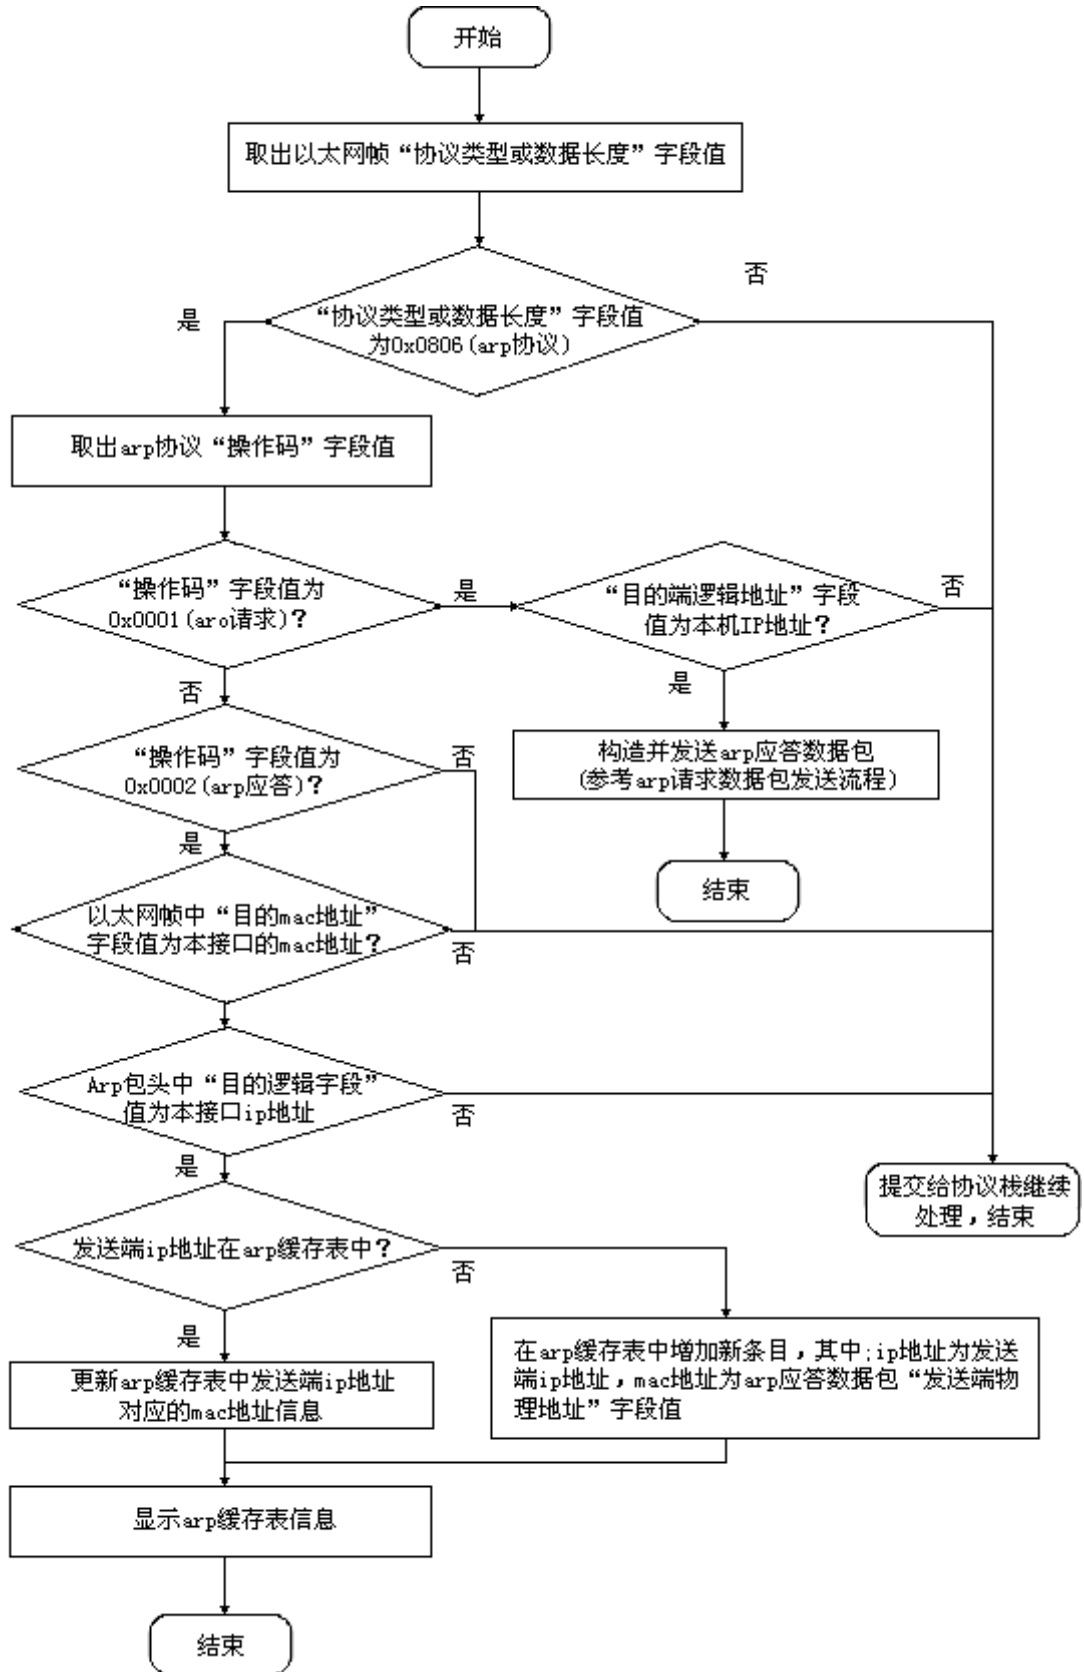 开始
取出以太网帧“协议类型或数据长度”字段值
否
是
“协议类型或数据长度”字段值
为0x0806(arp协议)
取出arp协议“操作码”字段值
“操作码”字段值为
0x0001(aro请求)?
是
“目的端逻辑地址”字段
值为本机IP地址?
否
否
是
“操作码”字段值为
0x0002(arp应答)?
否
构造并发送arp应答数据包
(参考arp请求数据包发送流程)
是
结束
以太网帧中“目的mac地址”
字段值为本接口的mac地址?
否
Arp包头中“目的逻辑字段”
值为本接口ip地址
否
是
提交给协议栈继续
处理,结束
发送端ip地址在arp缓存表中?
否
是
更新arp缓存表中发送端ip地址
对应的mac地址信息
在arp缓存表中增加新条目,其中;ip地址为发送
端ip地址,mac地址为arp应答数据包“发送端物
理地址”字段值
显示arp缓存表信息
结束